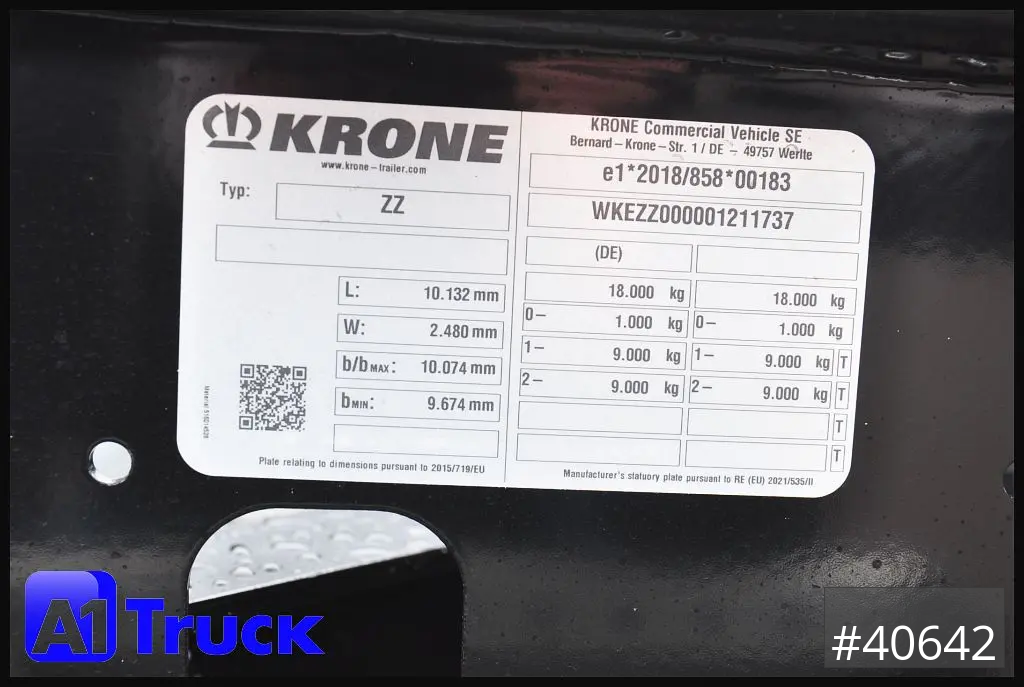 KRONE
www.krone-trailer.com
Typ: ZZ
L: 10.132 mm
W: 2.480 mm
b/bMAX: 10.074 mm
bMIN: 9.674 mm
Plate relating to dimensions pursuant to 2015/719/EU
KRONE Commercial Vehicle SE
Bernard-Krone-Str. 1 / DE - 49757 Werlte
e1*2018/858*00183
WKEZZ000001211737
(DE)
18.000 kg 18.000 kg
0- 1.000 kg 0- 1.000 kg
1- 9.000 kg 1- 9.000 kg T
2- 9.000 kg 2- 9.000 kg T
T
T
Manufacturer's statuory plate pursuant to RE (EU) 2021/535/II
A1 Truck
#40642